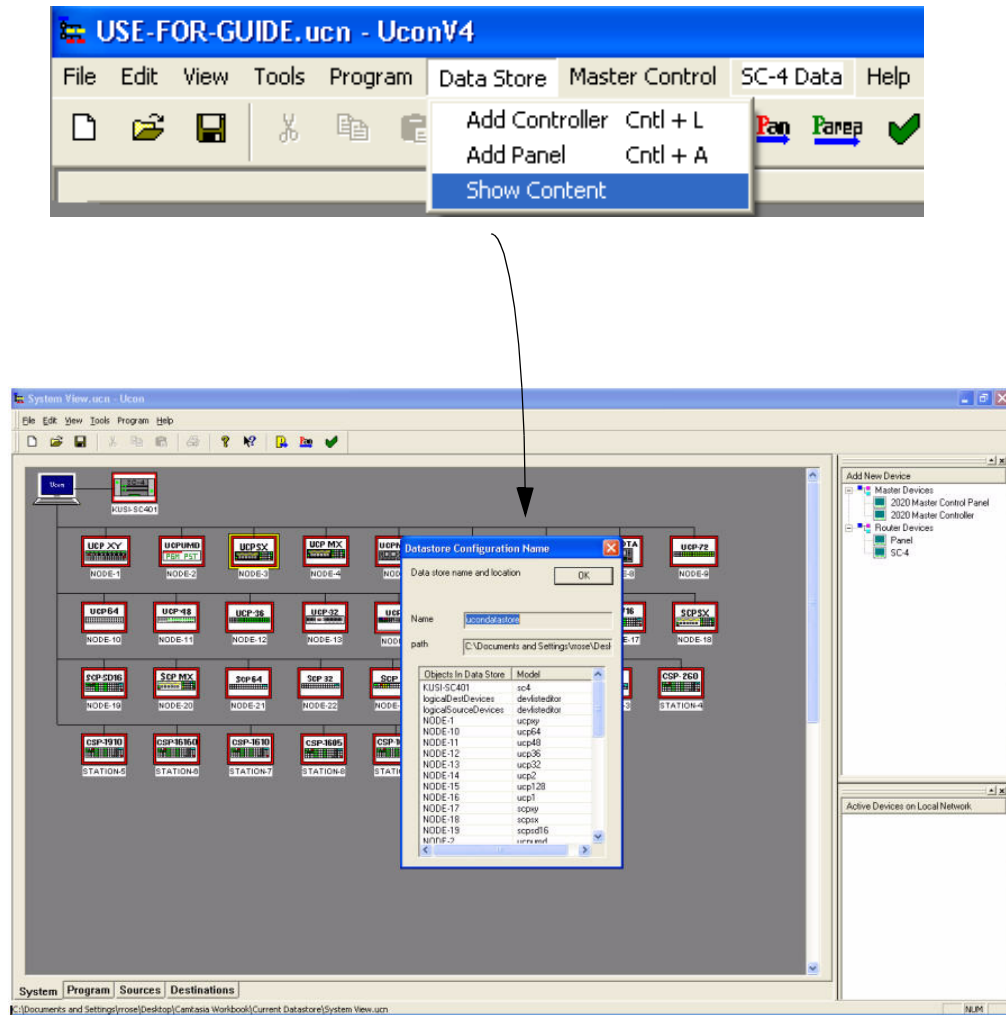 USE-FOR-GUIDE.ucn - UconV4
File Edit View Tools Program Data Store Master Control SC-4 Data Help
Add Controller Cntl + L
Pan
Add Panel Cntl + A
Show Content
System View.ucn - Ucon
File Edit View Tools Program Help
Pan
Add New Device
Master Devices
2020 Master Control Panel
2020 Master Controller
Router Devices
Panel
SC-4
Ucon
SC-4
KUSI-SC401
UCP XY UCPUMD UCPSX UCP MX UCP-72
PGM PST
NODE-1 NODE-2 NODE-3 NODE-4 NODE-9
UCP64 UCP-48 UCP-36 UCP-32 SCPSX
NODE-10 NODE-11 NODE-12 NODE-13 NODE-18
SCP-SD16 SCP MX SCP64 SCP 32 SCP CSP-260
NODE-19 NODE-20 NODE-21 NODE-22 STATION-4
CSP-1910 CSP-16160 CSP-1610 CSP-1605
STATION-5 STATION-6 STATION-7 STATION-8
Datastore Configuration Name
Data store name and location OK
Name ucondatastore
path C:\Documents and Settings\rrose\Desk
Objects In Data Store Model
KUSI-SC401 sc4
logicalDestDevices devlisteditor
logicalSourceDevices devlisteditor
NODE-1 ucpxy
NODE-10 ucp64
NODE-11 ucp48
NODE-12 ucp36
NODE-13 ucp32
NODE-14 ucp2
NODE-15 ucp128
NODE-16 ucp1
NODE-17 scpxy
NODE-18 scpsx
NODE-19 scpsd16
NODE-2 ucpumd
Active Devices on Local Network
System Program Sources Destinations
C:\Documents and Settings\rrose\Desktop\Camtasia Workbook\Current Datastore\System View.ucn NUM